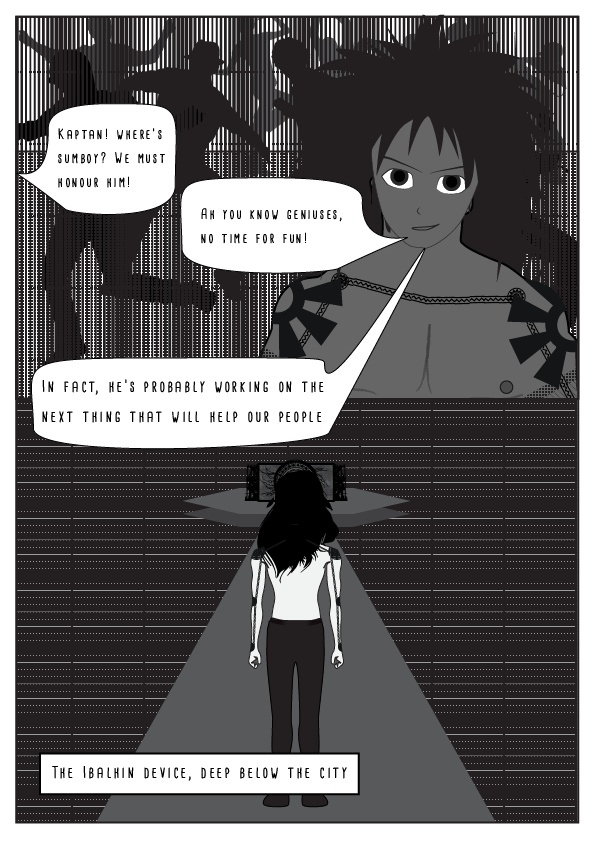 Kaptan! Where's
Sumboy? We must
honour him!
Ah you know geniuses,
no time for fun!
In fact, he's probably working on the
next thing that will help our people
The Ibalhin device, deep below the city